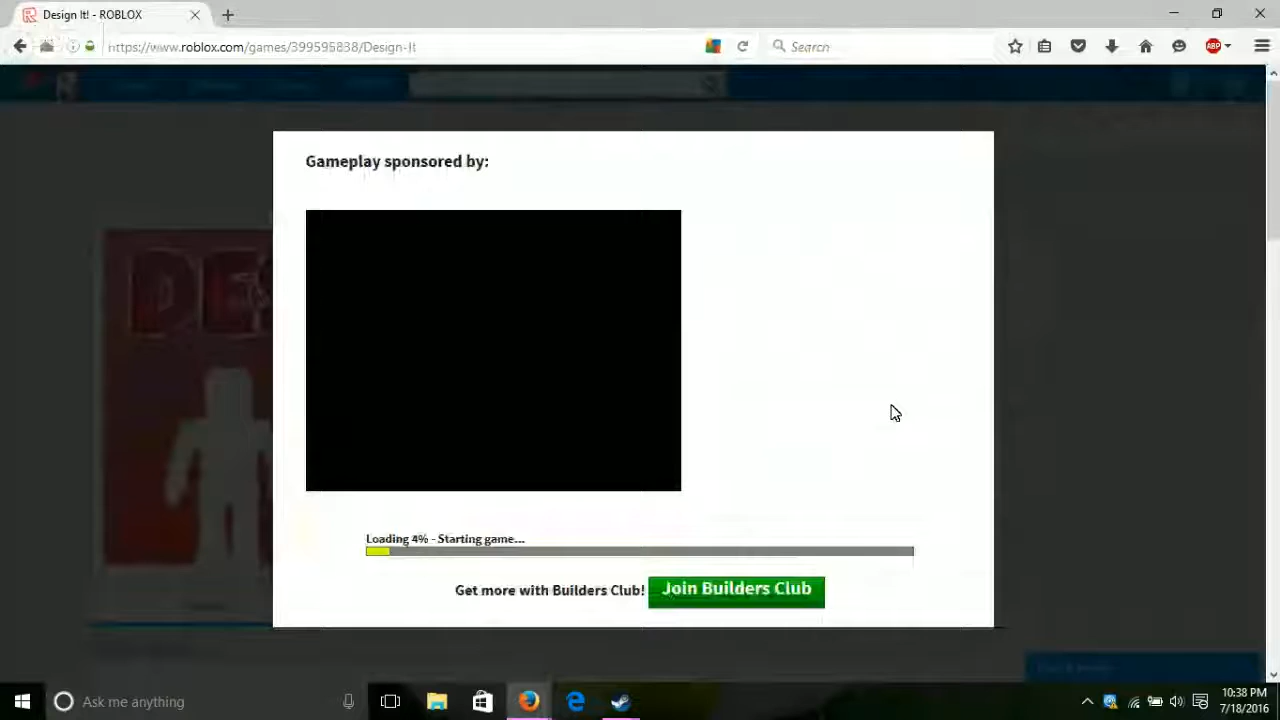 Design It! - ROBLOX
https://www.roblox.com/games/399595838/Design-It
Search
ABP
Gameplay sponsored by:
Loading 4% - Starting game...
Get more with Builders Club! Join Builders Club
Ask me anything
10:38 PM
7/18/2016